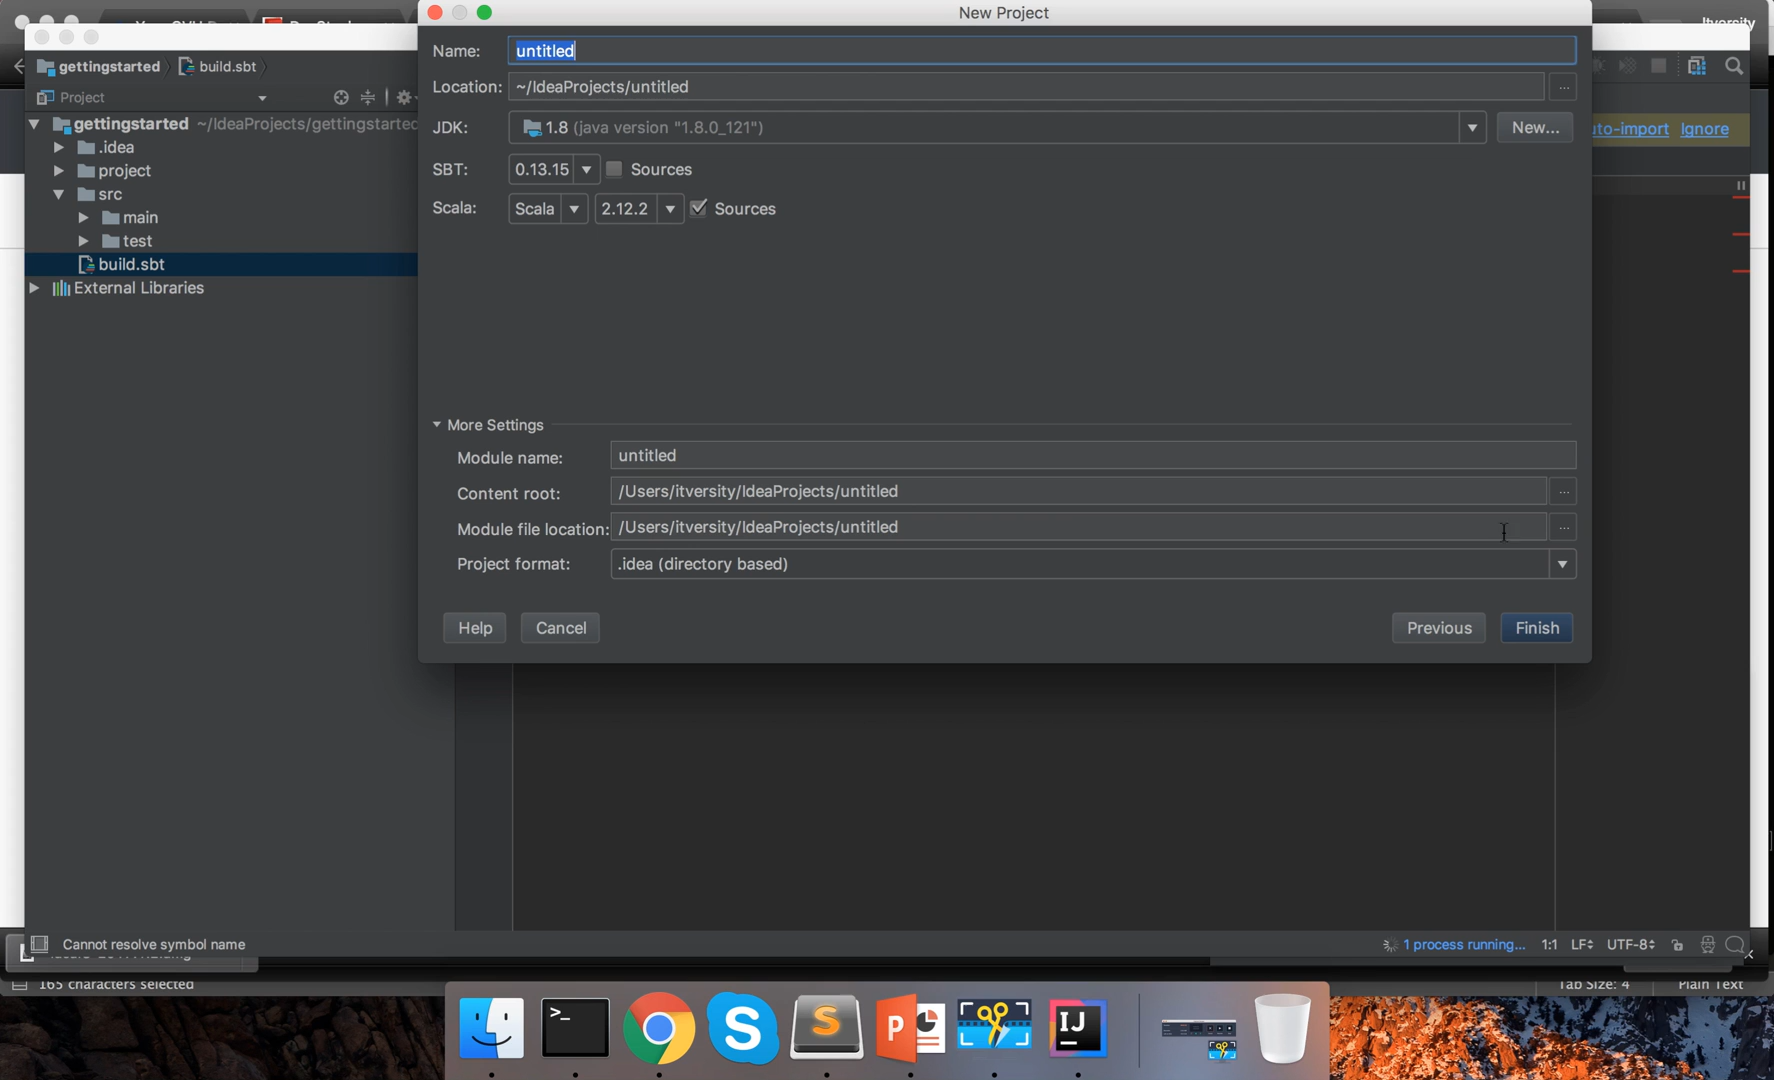 New Project
Itversity
gettingstarted
build.sbt
Project
gettingstarted ~/IdeaProjects/gettingstarted
.idea
project
src
main
test
build.sbt
External Libraries
Name: untitled
Location: ~/IdeaProjects/untitled ...
JDK: 1.8 (java version "1.8.0_121") New...
SBT: 0.13.15 Sources
Scala: Scala 2.12.2 Sources
uto-import Ignore
More Settings
Module name: untitled
Content root: /Users/itversity/IdeaProjects/untitled ...
Module file location: /Users/itversity/IdeaProjects/untitled ...
Project format: .idea (directory based)
Help Cancel Previous Finish
Cannot resolve symbol name
1 process running... 1:1 LF UTF-8
165 characters selected
Tab Size: 4 Plain Text
>_
S
S
P
IJ